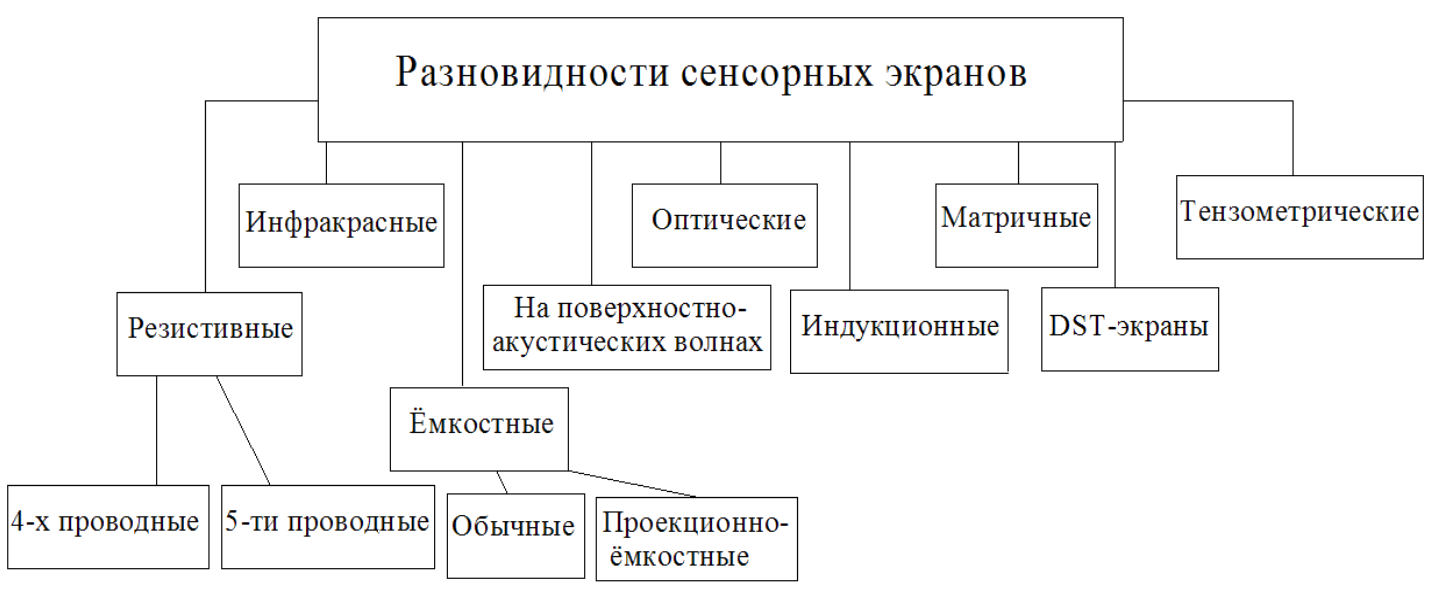 Разновидности сенсорных экранов
Инфракрасные
Оптические
Матричные
Тензометрические
Резистивные
На поверхностно-
акустических волнах
Индукционные
DST-экраны
Ёмкостные
4-х проводные
5-ти проводные
Обычные
Проекционно-
ёмкостные